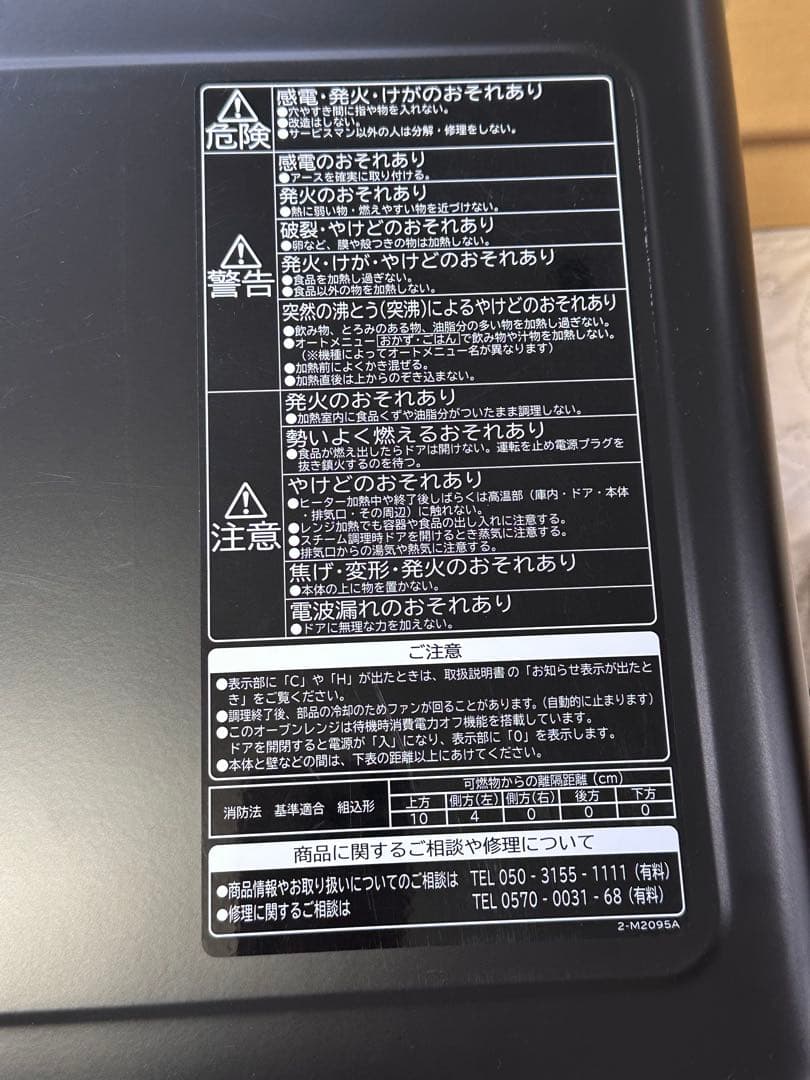 危険
感電・発火・けがのおそれあり
●穴やすき間に指や物を入れない。
●改造はしない。
●サービスマン以外の人は分解・修理をしない。
警告
感電のおそれあり
●アースを確実に取り付ける。
発火のおそれあり
●熱に弱い物・燃えやすい物を近づけない。
破裂・やけどのおそれあり
●卵など、膜や殻つきの物は加熱しない。
発火・けが・やけどのおそれあり
●食品を加熱し過ぎない。
●食品以外の物を加熱しない。
突然の沸とう(突沸)によるやけどのおそれあり
●飲み物、とろみのある物、油脂分の多い物を加熱し過ぎない。
●オートメニュー おかず・ごはん で飲み物や汁物を加熱しない。
(※機種によってオートメニュー名が異なります)
●加熱前によくかき混ぜる。
●加熱直後は上からのぞき込まない。
注意
発火のおそれあり
●加熱室内に食品くずや油脂分がついたまま調理しない。
勢いよく燃えるおそれあり
●食品が燃え出したらドアは開けない。運転を止め電源プラグを
抜き鎮火するのを待つ。
やけどのおそれあり
●ヒーター加熱中や終了後しばらくは高温部(庫内・ドア・本体
・排気口・その周辺)に触れない。
●レンジ加熱でも容器や食品の出し入れに注意する。
●スチーム調理時ドアを開けるとき蒸気に注意する。
●排気口からの湯気や熱気に注意する。
焦げ・変形・発火のおそれあり
●本体の上に物を置かない。
電波漏れのおそれあり
●ドアに無理な力を加えない。
ご注意
●表示部に「C」や「H」が出たときは、取扱説明書の「お知らせ表示が出たと
き」をご覧ください。
●調理終了後、部品の冷却のためファンが回ることがあります。(自動的に止まります)
●このオーブンレンジは待機時消費電力オフ機能を搭載しています。
ドアを開閉すると電源が「入」になり、表示部に「0」を表示します。
●本体と壁などの間は、下表の距離以上にあけてください。
消防法 基準適合 組込形
可燃物からの離隔距離(cm)
上方 側方(左) 側方(右) 後方 下方
10 4 0 0 0
商品に関するご相談や修理について
●商品情報やお取り扱いについてのご相談は TEL 050-3155-1111(有料)
●修理に関するご相談は TEL 0570-0031-68(有料)
2-M2095A